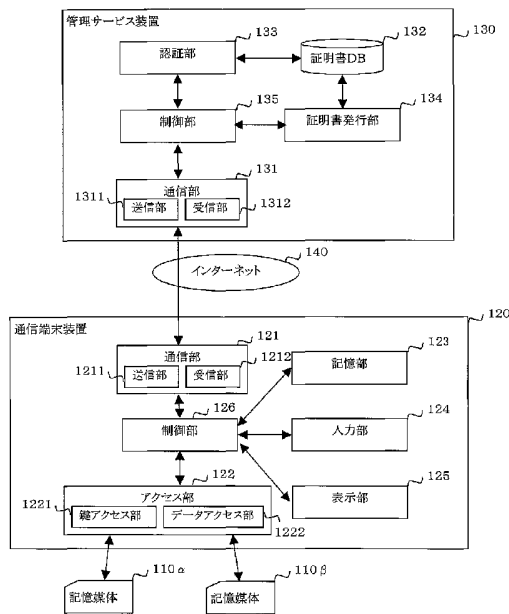 管理サービス装置
133
132
130
認証部
証明書DB
135
134
制御部
証明書発行部
131
通信部
1311
1312
送信部
受信部
140
インターネット
120
通信端末装置
121
123
通信部
記憶部
1211
1212
送信部
受信部
126
124
制御部
入力部
122
125
アクセス部
表示部
1221
鍵アクセス部
データアクセス部
1222
110α
110β
記憶媒体
記憶媒体